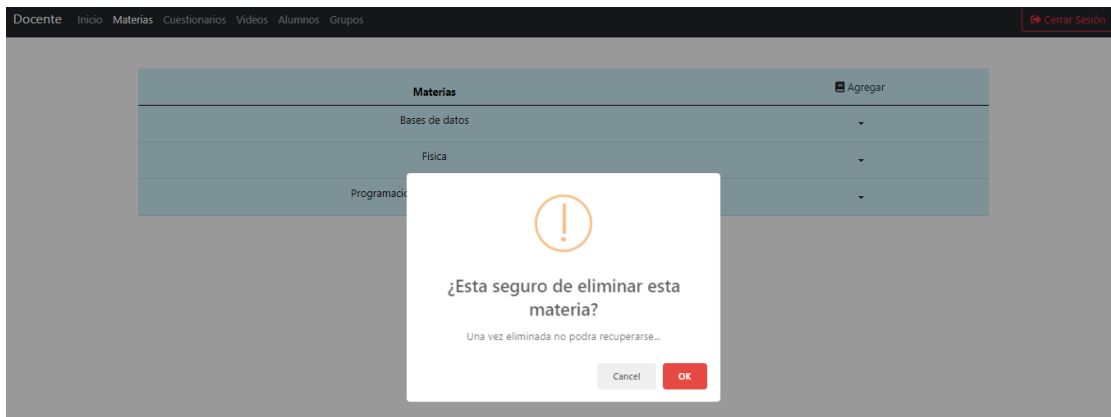 Docente Inicio Materias Cuestionarios Videos Alumnos Grupos Cerrar Sesión
Materias Agregar
Bases de datos
Fisica
¿Esta seguro de eliminar esta
materia?
Una vez eliminada no podra recuperarse...
Cancel OK